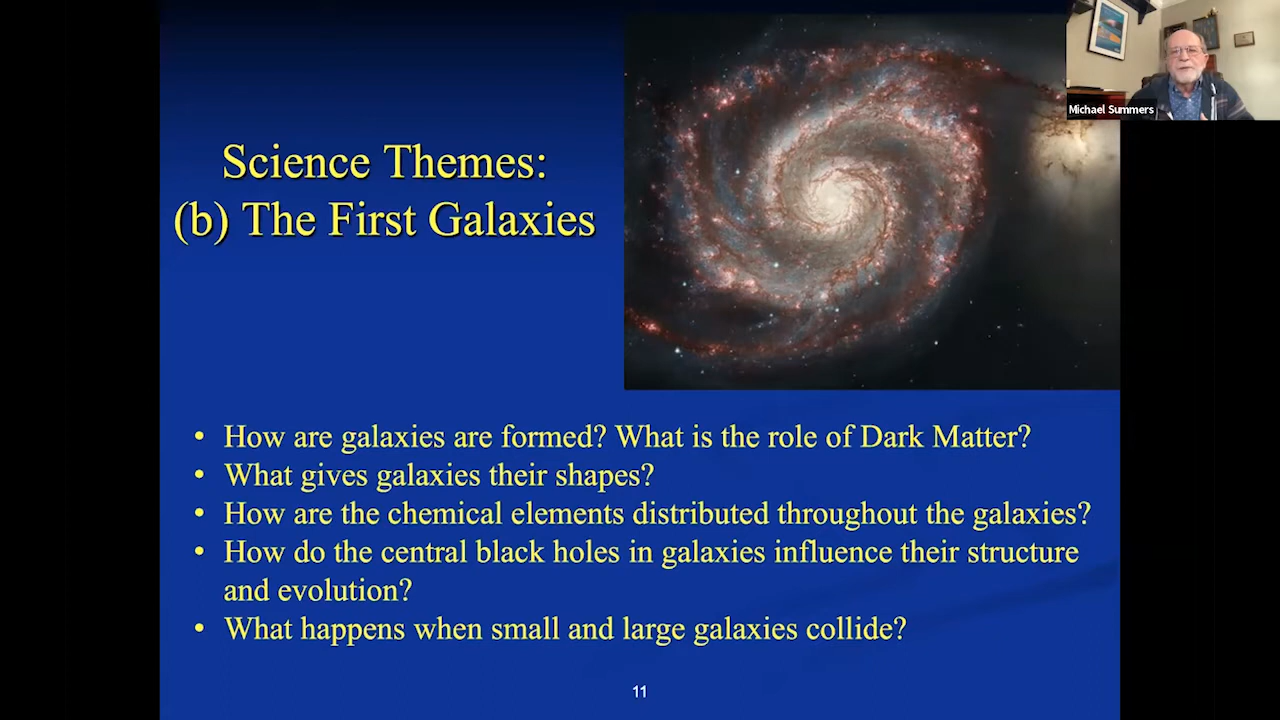 Michael Summers
Science Themes:
(b) The First Galaxies
• How are galaxies are formed? What is the role of Dark Matter?
• What gives galaxies their shapes?
• How are the chemical elements distributed throughout the galaxies?
• How do the central black holes in galaxies influence their structure
and evolution?
• What happens when small and large galaxies collide?
11